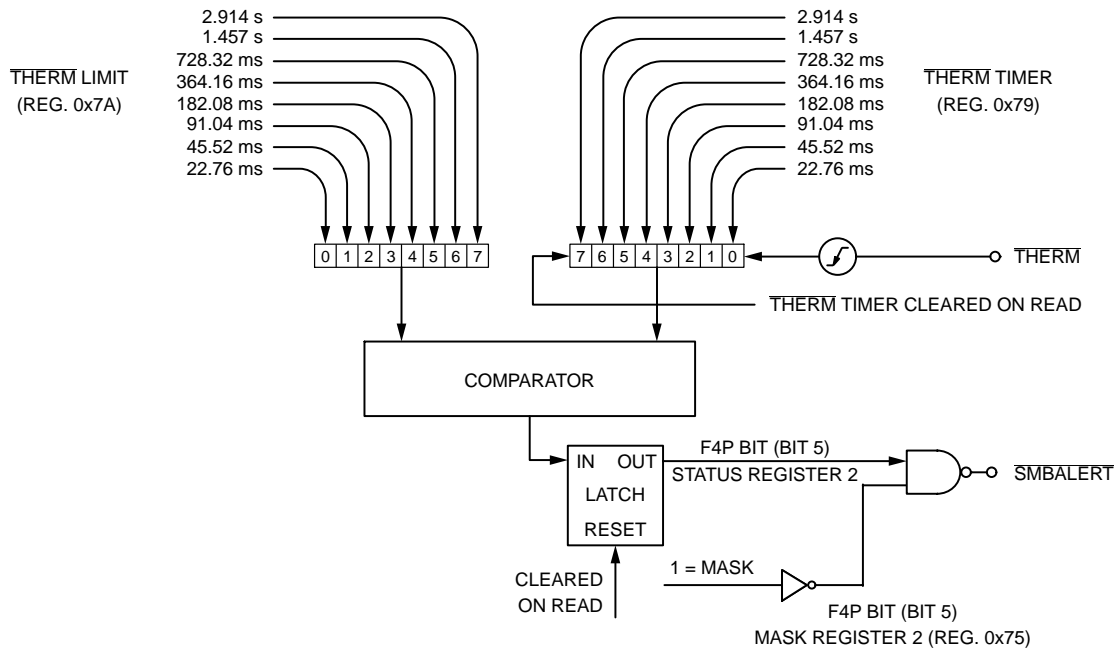 2.914 s
1.457 s
728.32 ms
364.16 ms
182.08 ms
91.04 ms
45.52 ms
22.76 ms
THERM LIMIT
(REG. 0x7A)
2.914 s
1.457 s
728.32 ms
364.16 ms
182.08 ms
91.04 ms
45.52 ms
22.76 ms
THERM TIMER
(REG. 0x79)
0 1 2 3 4 5 6 7
7 6 5 4 3 2 1 0
THERM
THERM TIMER CLEARED ON READ
COMPARATOR
IN OUT
LATCH
RESET
F4P BIT (BIT 5)
STATUS REGISTER 2
SMBALERT
CLEARED
ON READ
1 = MASK
F4P BIT (BIT 5)
MASK REGISTER 2 (REG. 0x75)